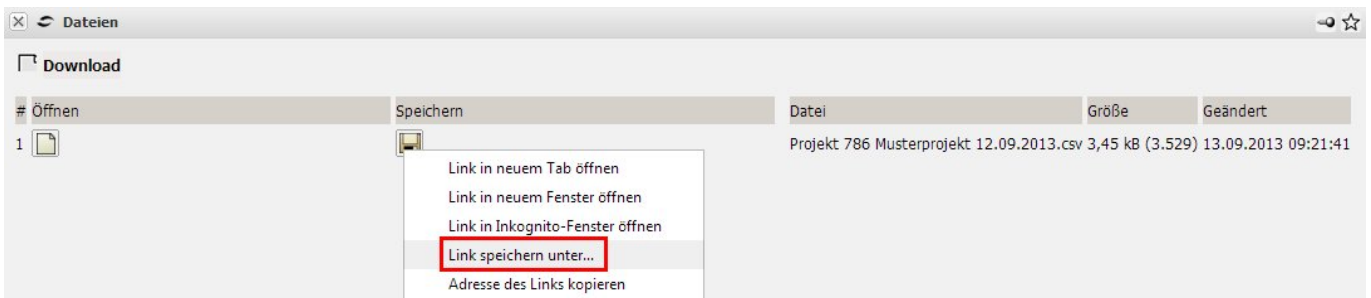 Dateien
Download
# Öffnen Speichern Datei Größe Geändert
1 Projekt 786 Musterprojekt 12.09.2013.csv 3,45 kB (3.529) 13.09.2013 09:21:41
Link in neuem Tab öffnen
Link in neuem Fenster öffnen
Link in Inkognito-Fenster öffnen
Link speichern unter...
Adresse des Links kopieren